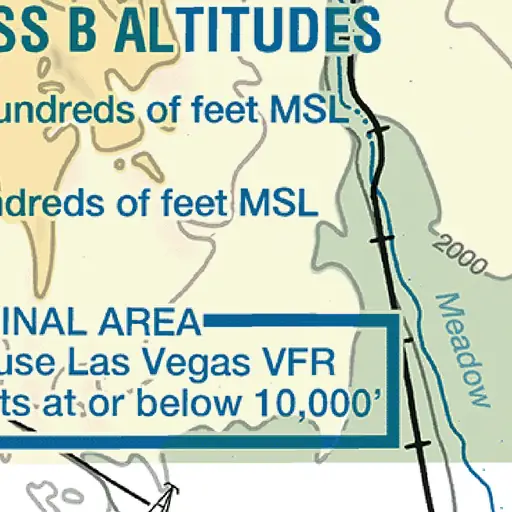 SS B ALTITUDES
undreds of feet MSL
ndreds of feet MSL
2000
INAL AREA
use Las Vegas VFR
ts at or below 10,000'
Meadow